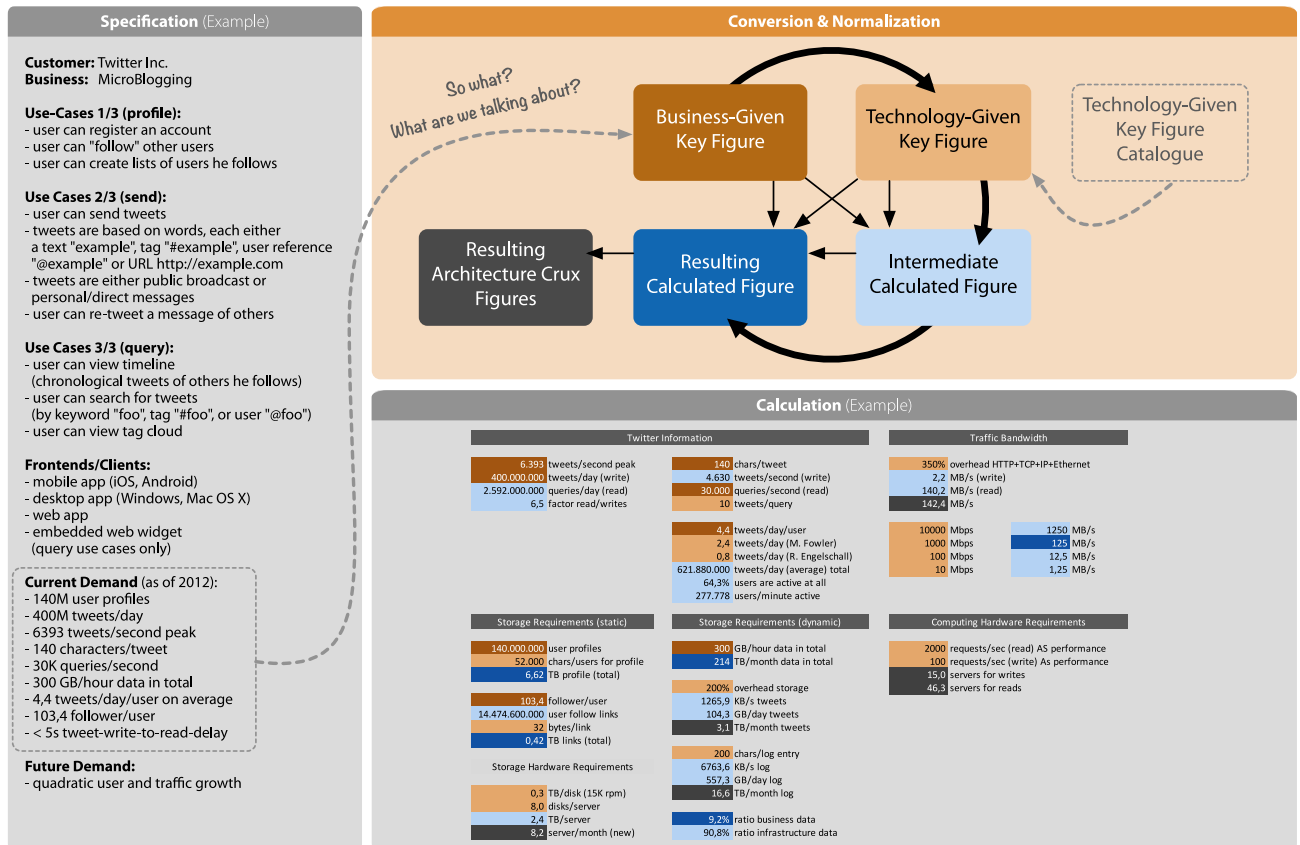 Specification (Example)
Customer: Twitter Inc.
Business: MicroBlogging
Use-Cases 1/3 (profile):
- user can register an account
- user can "follow" other users
- user can create lists of users he follows
Use Cases 2/3 (send):
- user can send tweets
- tweets are based on words, each either
a text "example", tag "#example", user reference
"@example" or URL http://example.com
- tweets are either public broadcast or
personal/direct messages
- user can re-tweet a message of others
Use Cases 3/3 (query):
- user can view timeline
(chronological tweets of others he follows)
- user can search for tweets
(by keyword "foo", tag "#foo", or user "@foo")
- user can view tag cloud
Frontends/Clients:
- mobile app (iOS, Android)
- desktop app (Windows, Mac OS X)
- web app
- embedded web widget
(query use cases only)
Current Demand (as of 2012):
- 140M user profiles
- 400M tweets/day
- 6393 tweets/second peak
- 140 characters/tweet
- 30K queries/second
- 300 GB/hour data in total
- 4,4 tweets/day/user on average
- 103,4 follower/user
- < 5s tweet-write-to-read-delay
Future Demand:
- quadratic user and traffic growth
Conversion & Normalization
So what?
What are we talking about?
Business-Given
Key Figure
Technology-Given
Key Figure
Technology-Given
Key Figure
Catalogue
Resulting
Architecture Crux
Figures
Resulting
Calculated Figure
Intermediate
Calculated Figure
Calculation (Example)
Twitter Information
6.393 tweets/second peak
400.000.000 tweets/day (write)
2.592.000.000 queries/day (read)
6,5 factor read/writes
140 chars/tweet
4.630 tweets/second (write)
30.000 queries/second (read)
10 tweets/query
4,4 tweets/day/user
2,4 tweets/day (M. Fowler)
0,8 tweets/day (R. Engelschall)
621.880.000 tweets/day (average) total
64,3% users are active at all
277.778 users/minute active
Traffic Bandwidth
350% overhead HTTP+TCP+IP+Ethernet
2,2 MB/s (write)
140,2 MB/s (read)
142,4 MB/s
10000 Mbps 1250 MB/s
1000 Mbps 125 MB/s
100 Mbps 12,5 MB/s
10 Mbps 1,25 MB/s
Storage Requirements (static)
140.000.000 user profiles
52.000 chars/users for profile
6,62 TB profile (total)
103,4 follower/user
14.474.600.000 user follow links
32 bytes/link
0,42 TB links (total)
Storage Hardware Requirements
0,3 TB/disk (15K rpm)
8,0 disks/server
2,4 TB/server
8,2 server/month (new)
Storage Requirements (dynamic)
300 GB/hour data in total
214 TB/month data in total
200% overhead storage
1265,9 KB/s tweets
104,3 GB/day tweets
3,1 TB/month tweets
200 chars/log entry
6763,6 KB/s log
557,3 GB/day log
16,6 TB/month log
9,2% ratio business data
90,8% ratio infrastructure data
Computing Hardware Requirements
2000 requests/sec (read) AS performance
100 requests/sec (write) As performance
15,0 servers for writes
46,3 servers for reads